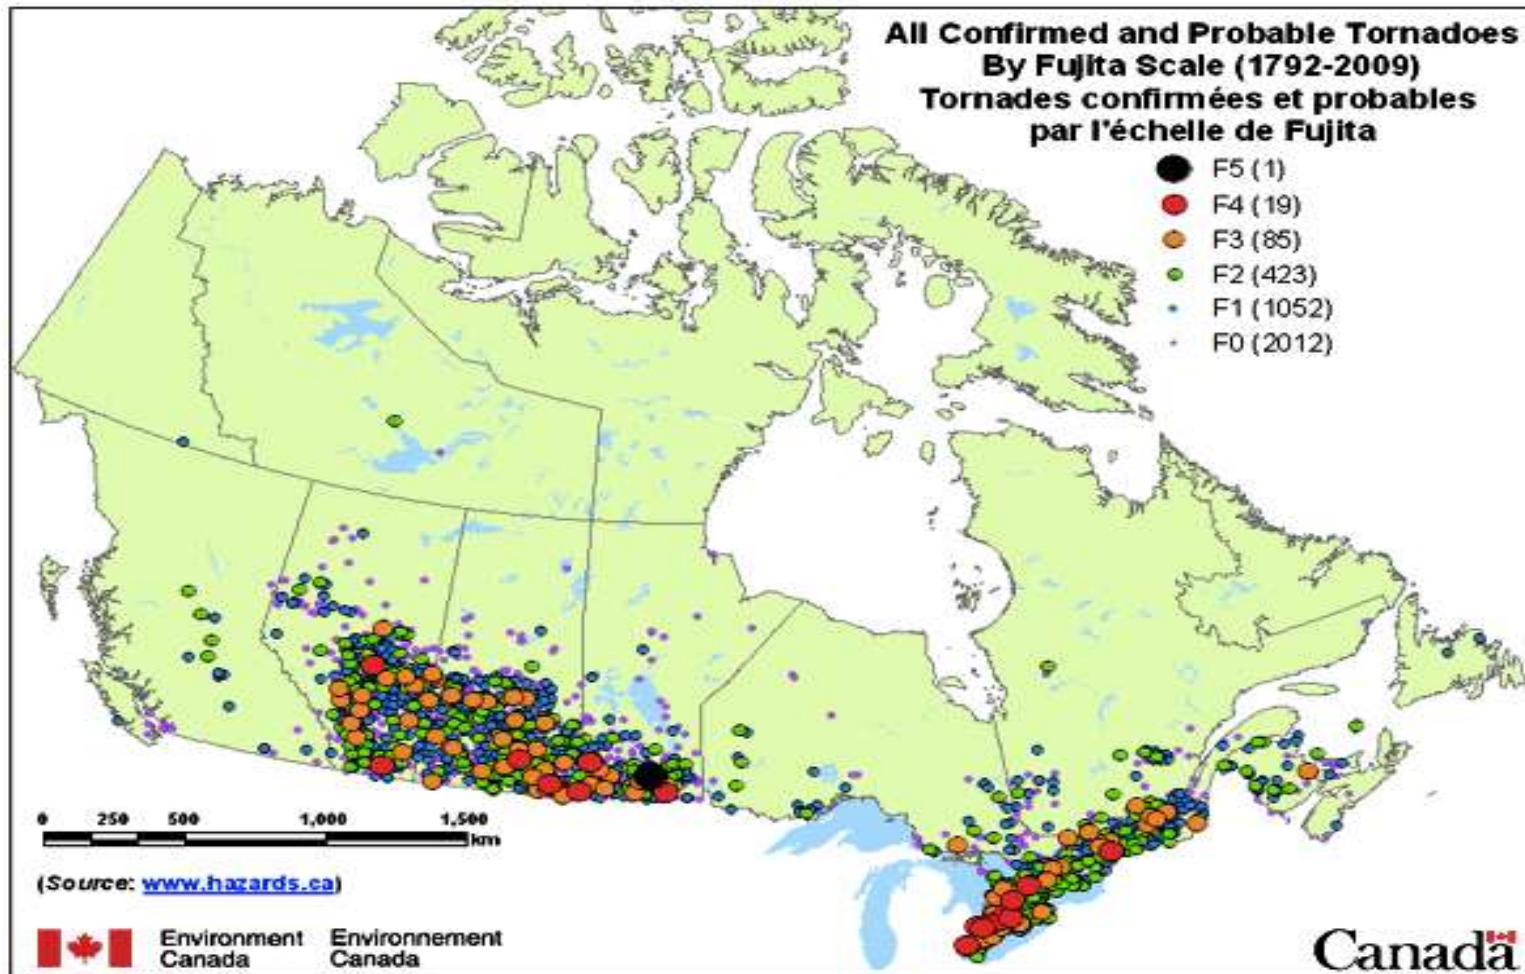 All Confirmed and Probable Tornadoes
By Fujita Scale (1792-2009)
Tornades confirmées et probables
par l'échelle de Fujita
F5 (1)
F4 (19)
F3 (85)
F2 (423)
F1 (1052)
F0 (2012)
0 250 500 1,000 1,500
km
(Source: www.hazards.ca)
Environment Environnement
Canada Canada
Canada